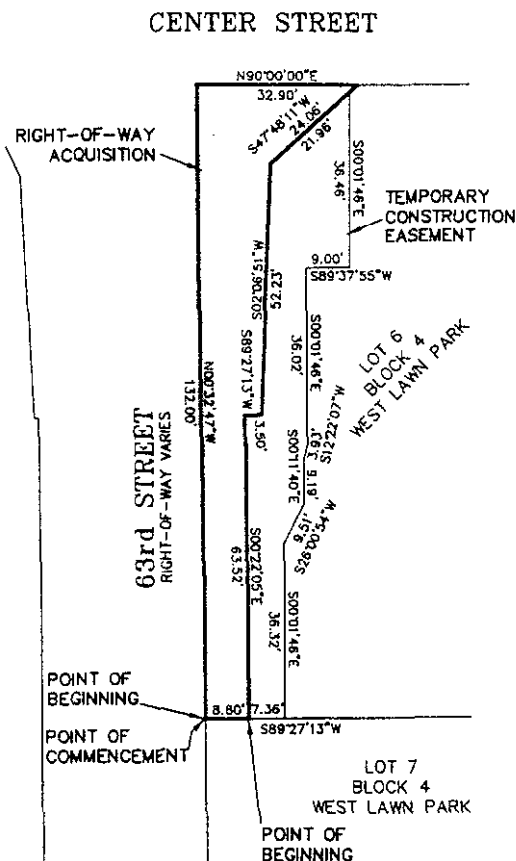 CENTER STREET
N90°00'00"E
32.90'
S47°48'11"W
24.06'
21.96'
RIGHT-OF-WAY
ACQUISITION
S00°01'46"E
36.46'
TEMPORARY
CONSTRUCTION
EASEMENT
S02°06'51"W
52.23'
9.00'
S89°37'55"W
S00°01'46"E
36.02'
LOT 6
BLOCK 4
WEST LAWN PARK
S89°27'13"W
3.50'
N00°32'47"W
132.00'
S12°22'07"W
3.63'
S00°11'40"E
9.19'
63rd STREET
RIGHT-OF-WAY VARIES
9.51'
S26°00'54"W
S00°22'05"E
63.52'
S00°01'46"E
36.32'
POINT OF
BEGINNING
8.80'
7.36'
S89°27'13"W
POINT OF
COMMENCEMENT
LOT 7
BLOCK 4
WEST LAWN PARK
POINT OF
BEGINNING